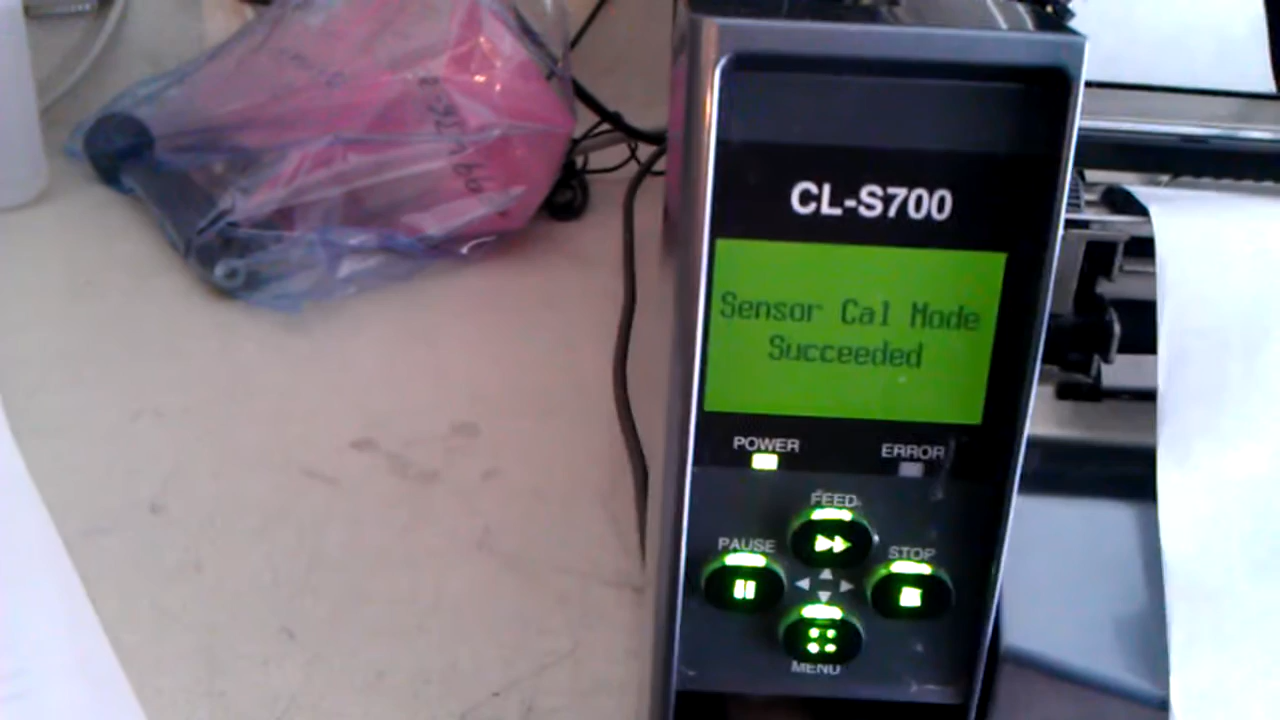 CL-S700
Sensor Cal Mode
Succeeded
POWER
ERROR
FEED
PAUSE
STOP
MENU